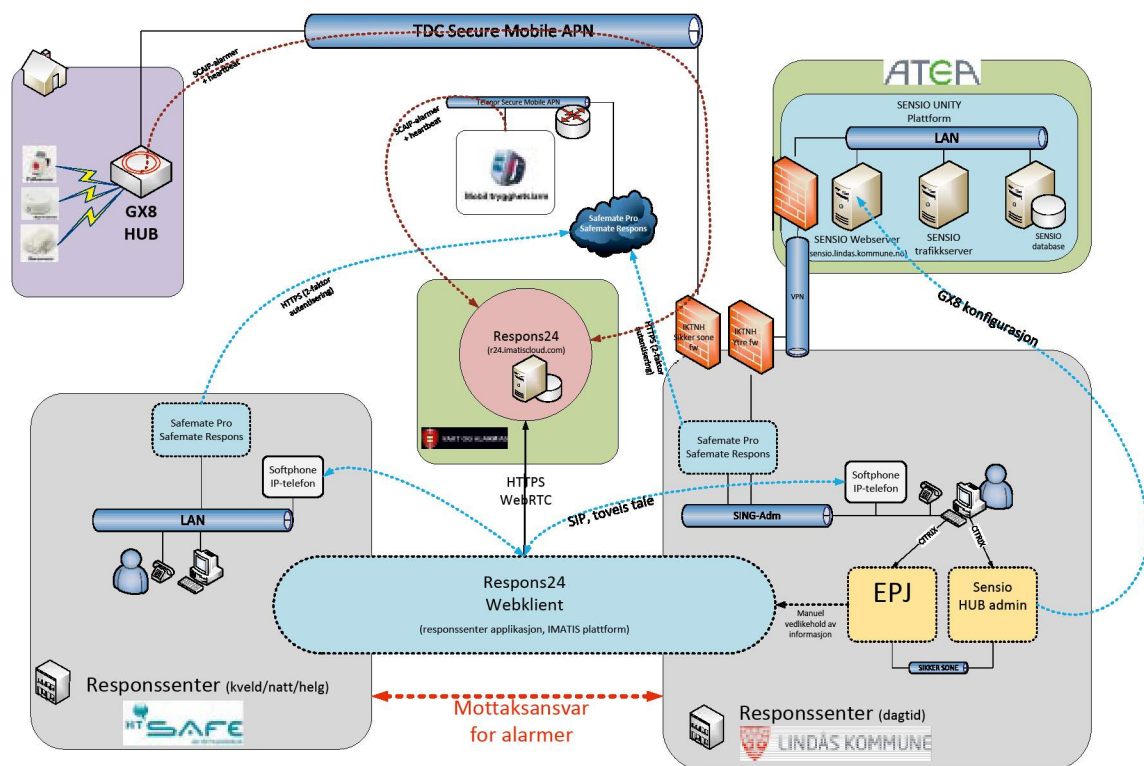 TDC Secure Mobile APN
SCAIP-alarmer
+ heartbeat
GX8
HUB
Telenor Secure Mobile APN
SCAIP-alarmer
+ heartbeat
Mobil trygghetsalarm
Safemate Pro
Safemate Respons
ATEA
SENSIO UNITY
Plattform
LAN
SENSIO Webserver
(sensio.lindas.kommune.no)
SENSIO
trafikkserver
SENSIO
database
VPN
GX8 konfigurasjon
HTTPS (2-faktor
autentisering)
HTTPS (2-faktor
autentisering)
IKTNH
Sikker sone
fw
IKTNH
Ytre fw
Respons24
(r24.imatiscloud.com)
VAKT OG ALARM AS
HTTPS
WebRTC
Safemate Pro
Safemate Respons
Softphone
IP-telefon
LAN
Safemate Pro
Safemate Respons
Softphone
IP-telefon
SING-Adm
SIP, toveis tale
CITRIX
CITRIX
EPJ
Sensio
HUB admin
SIKKER SONE
Manuel
vedlikehold av
informasjon
Respons24
Webklient
(responssenter applikasjon, IMATIS plattform)
Responssenter (kveld/natt/helg)
HT SAFE
Mottaksansvar
for alarmer
Responssenter (dagtid)
LINDÅS KOMMUNE